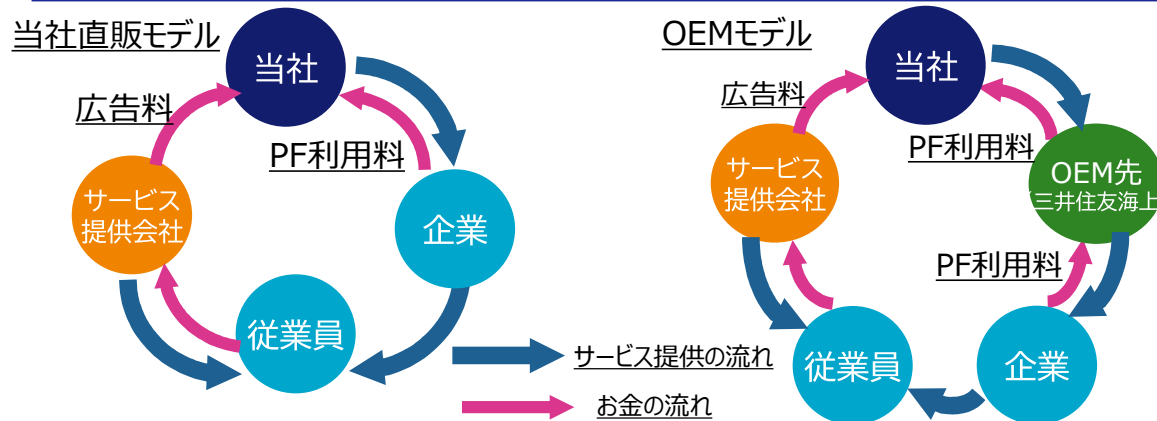 当社直販モデル
当社
広告料
PF利用料
サービス
提供会社
企業
従業員
OEMモデル
当社
広告料
PF利用料
サービス
提供会社
OEM先
（三井住友海上
PF利用料
従業員
企業
サービス提供の流れ
お金の流れ